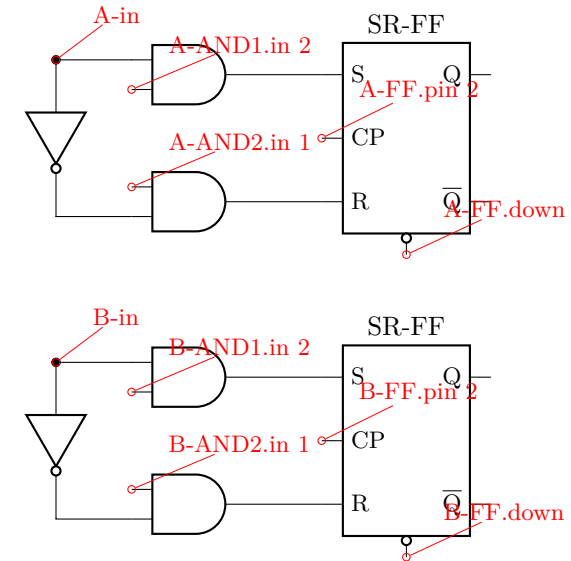 A-in
SR-FF
A-AND1.in 2
S
Q
A-FF.pin 2
CP
A-AND2.in 1
R
Q̅
A-FF.down
B-in
SR-FF
B-AND1.in 2
S
Q
B-FF.pin 2
CP
B-AND2.in 1
R
Q̅
B-FF.down